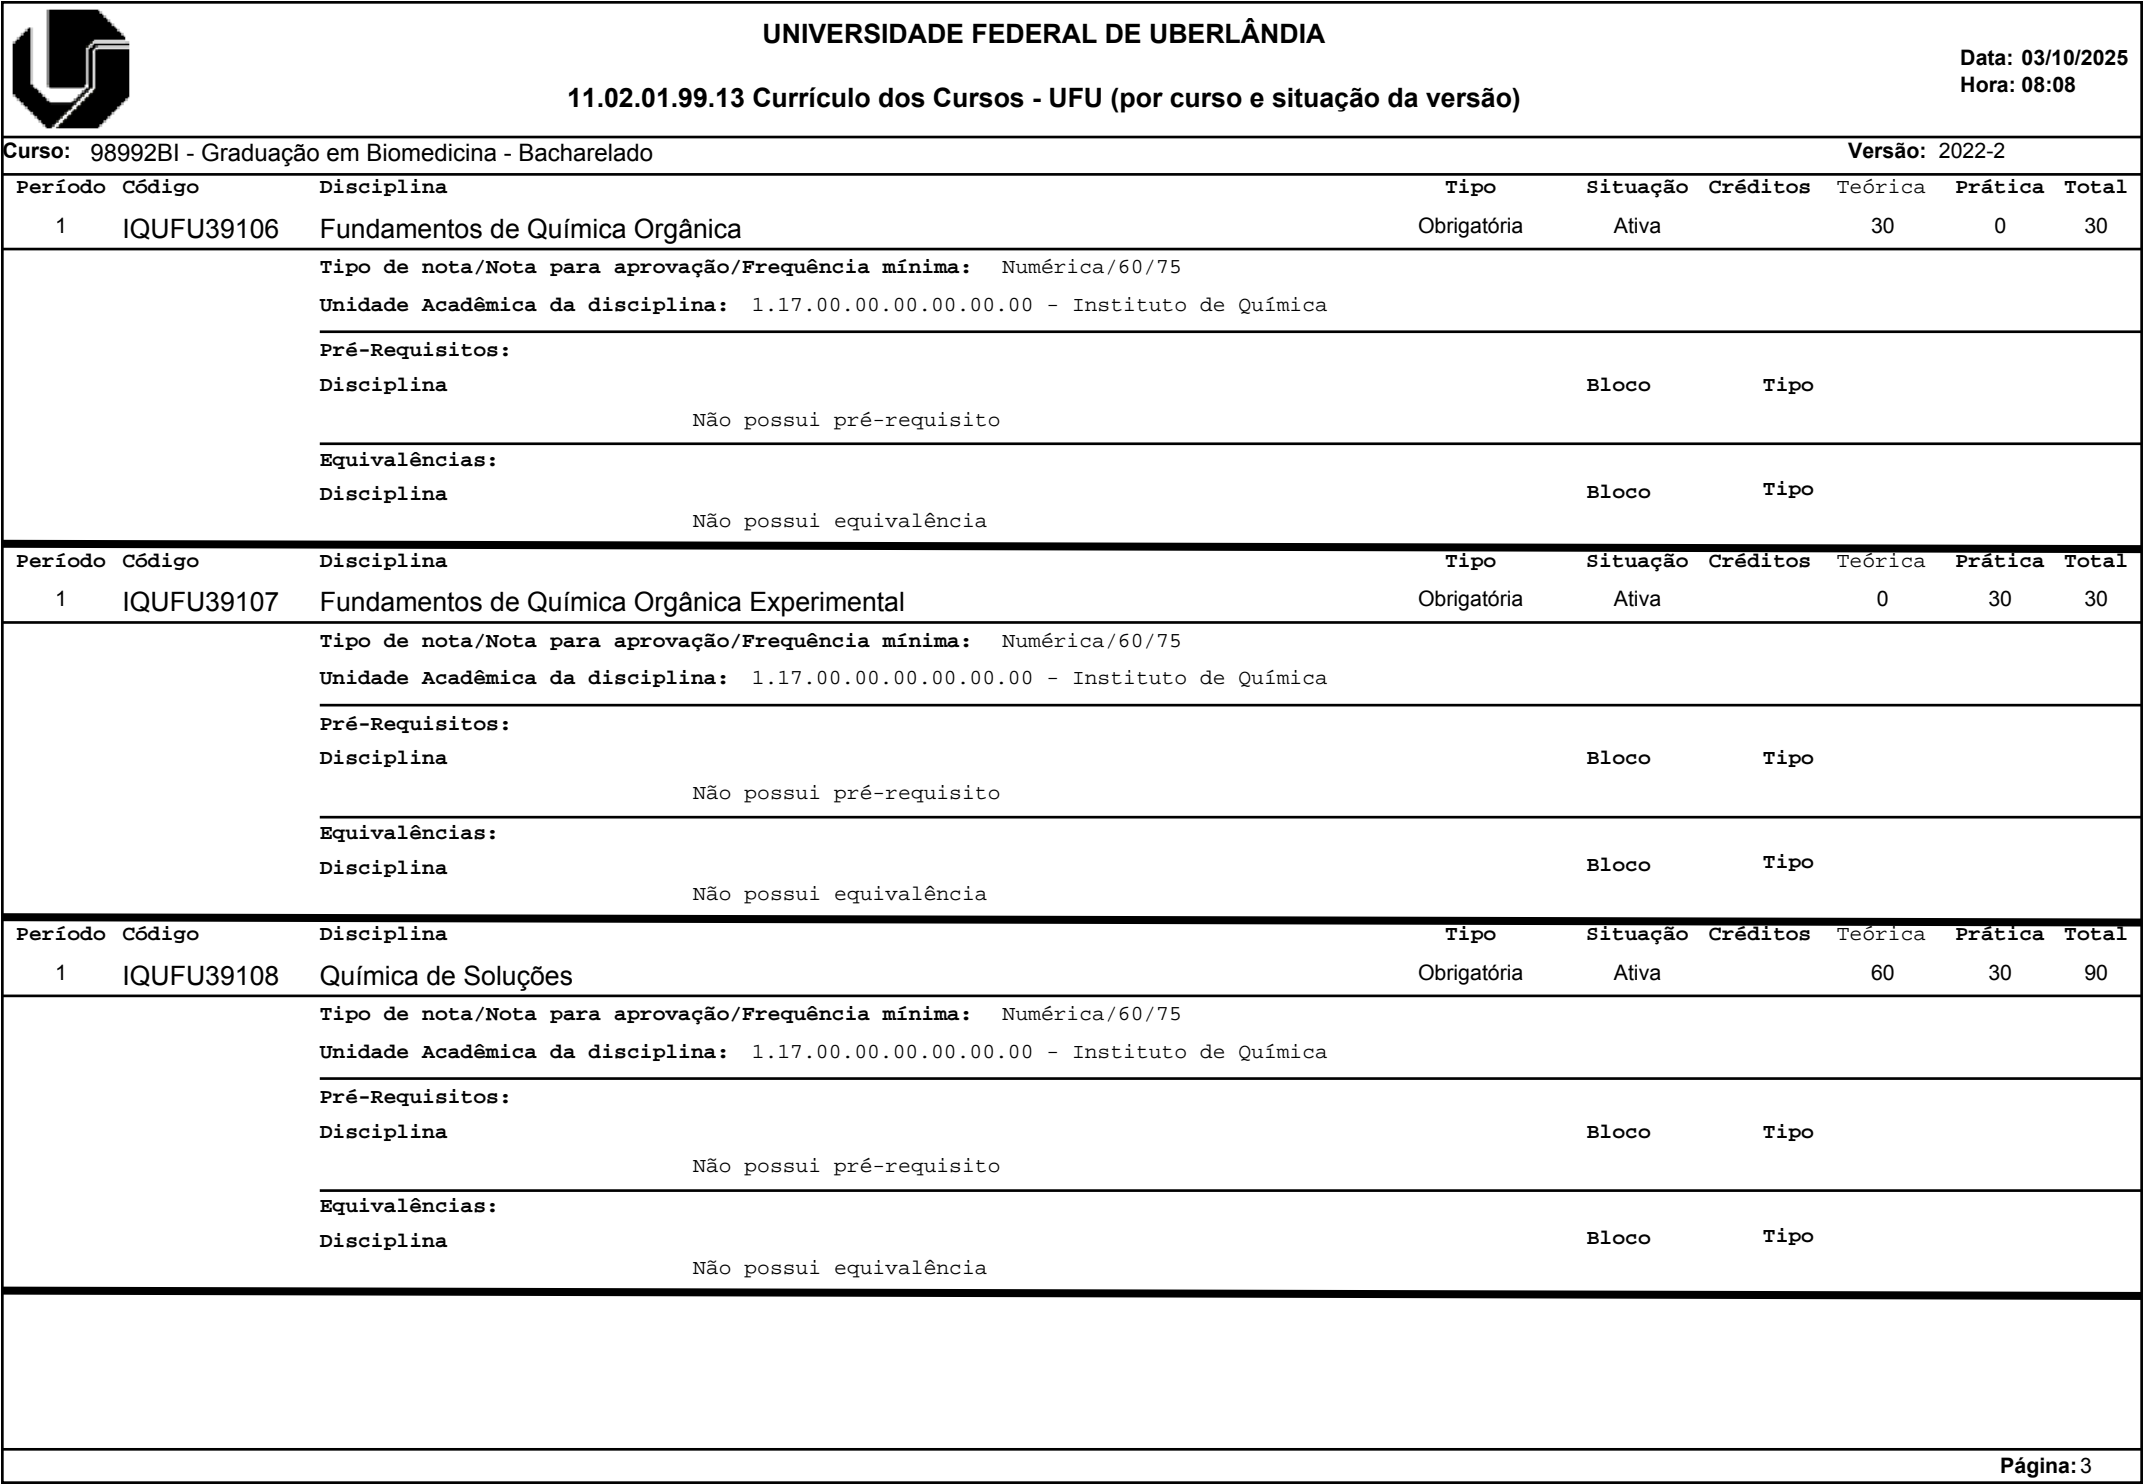 UNIVERSIDADE FEDERAL DE UBERLÂNDIA
Data: 03/10/2025
Hora: 08:08
11.02.01.99.13 Currículo dos Cursos - UFU (por curso e situação da versão)
Curso: 98992BI - Graduação em Biomedicina - Bacharelado Versão: 2022-2
Período Código Disciplina Tipo Situação Créditos Teórica Prática Total
1 IQUFU39106 Fundamentos de Química Orgânica Obrigatória Ativa 30 0 30
Tipo de nota/Nota para aprovação/Frequência mínima: Numérica/60/75
Unidade Acadêmica da disciplina: 1.17.00.00.00.00.00.00 - Instituto de Química
Pré-Requisitos:
Disciplina Bloco Tipo
Não possui pré-requisito
Equivalências:
Disciplina Bloco Tipo
Não possui equivalência
Período Código Disciplina Tipo Situação Créditos Teórica Prática Total
1 IQUFU39107 Fundamentos de Química Orgânica Experimental Obrigatória Ativa 0 30 30
Tipo de nota/Nota para aprovação/Frequência mínima: Numérica/60/75
Unidade Acadêmica da disciplina: 1.17.00.00.00.00.00.00 - Instituto de Química
Pré-Requisitos:
Disciplina Bloco Tipo
Não possui pré-requisito
Equivalências:
Disciplina Bloco Tipo
Não possui equivalência
Período Código Disciplina Tipo Situação Créditos Teórica Prática Total
1 IQUFU39108 Química de Soluções Obrigatória Ativa 60 30 90
Tipo de nota/Nota para aprovação/Frequência mínima: Numérica/60/75
Unidade Acadêmica da disciplina: 1.17.00.00.00.00.00.00 - Instituto de Química
Pré-Requisitos:
Disciplina Bloco Tipo
Não possui pré-requisito
Equivalências:
Disciplina Bloco Tipo
Não possui equivalência
Página: 3